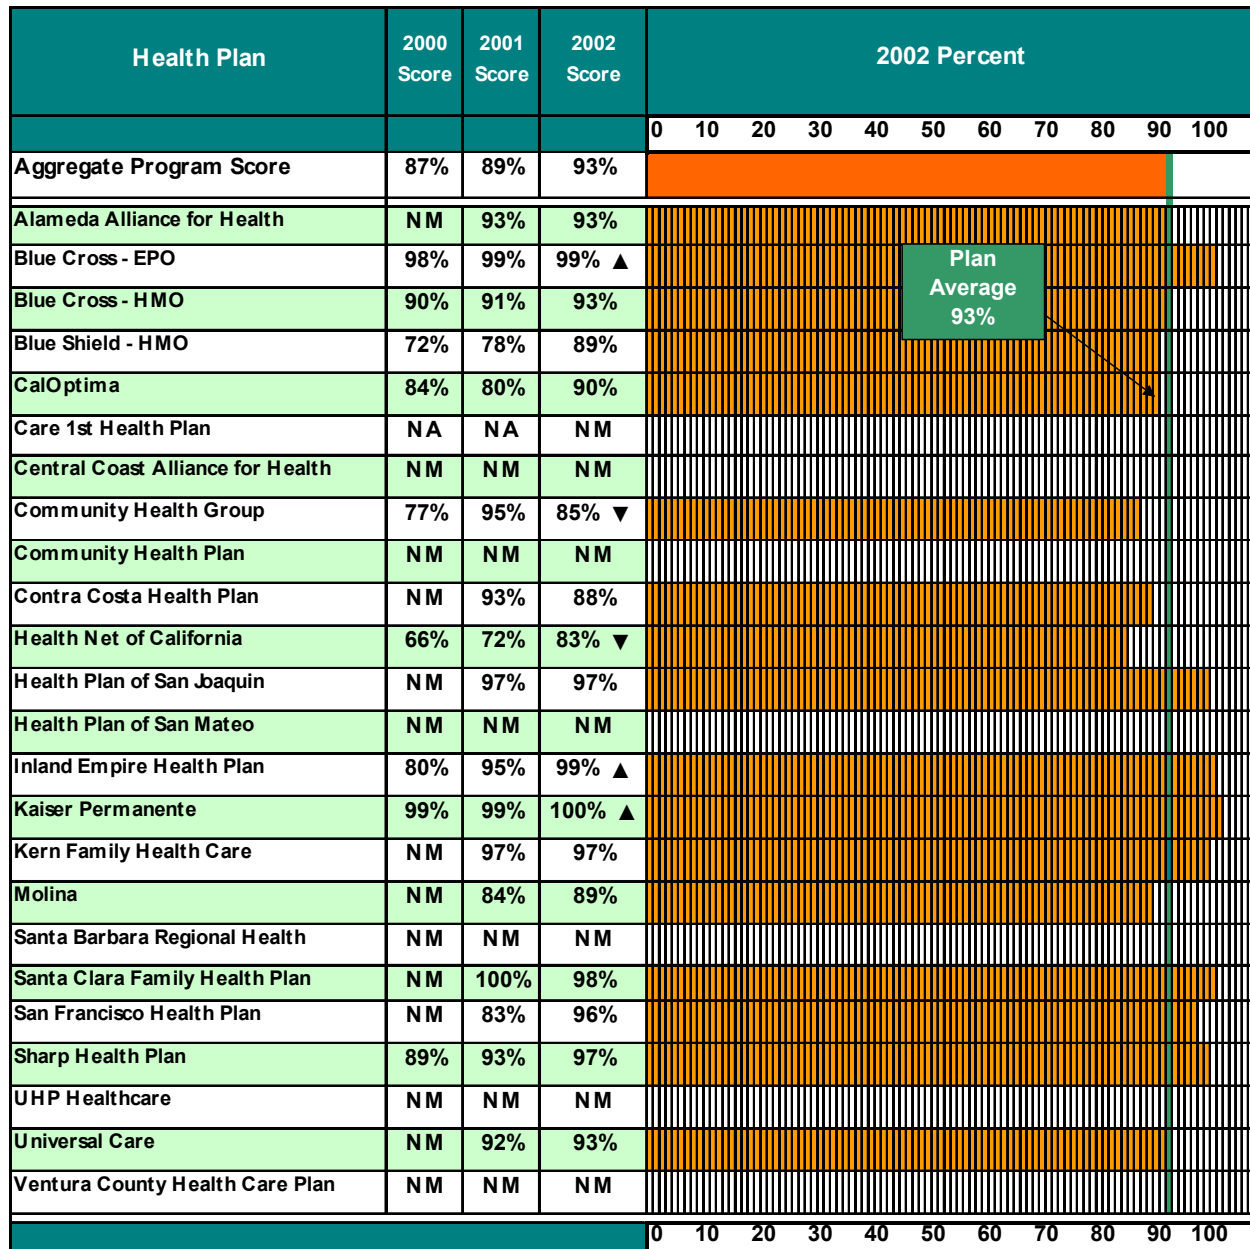 Health Plan 2000 Score 2001 Score 2002 Score 2002 Percent
0 10 20 30 40 50 60 70 80 90 100
Aggregate Program Score 87% 89% 93%
Alameda Alliance for Health NM 93% 93%
Blue Cross - EPO 98% 99% 99% ▲
Plan
Average
93%
Blue Cross - HMO 90% 91% 93%
Blue Shield - HMO 72% 78% 89%
CalOptima 84% 80% 90%
Care 1st Health Plan NA NA NM
Central Coast Alliance for Health NM NM NM
Community Health Group 77% 95% 85% ▼
Community Health Plan NM NM NM
Contra Costa Health Plan NM 93% 88%
Health Net of California 66% 72% 83% ▼
Health Plan of San Joaquin NM 97% 97%
Health Plan of San Mateo NM NM NM
Inland Empire Health Plan 80% 95% 99% ▲
Kaiser Permanente 99% 99% 100% ▲
Kern Family Health Care NM 97% 97%
Molina NM 84% 89%
Santa Barbara Regional Health NM NM NM
Santa Clara Family Health Plan NM 100% 98%
San Francisco Health Plan NM 83% 96%
Sharp Health Plan 89% 93% 97%
UHP Healthcare NM NM NM
Universal Care NM 92% 93%
Ventura County Health Care Plan NM NM NM
0 10 20 30 40 50 60 70 80 90 100